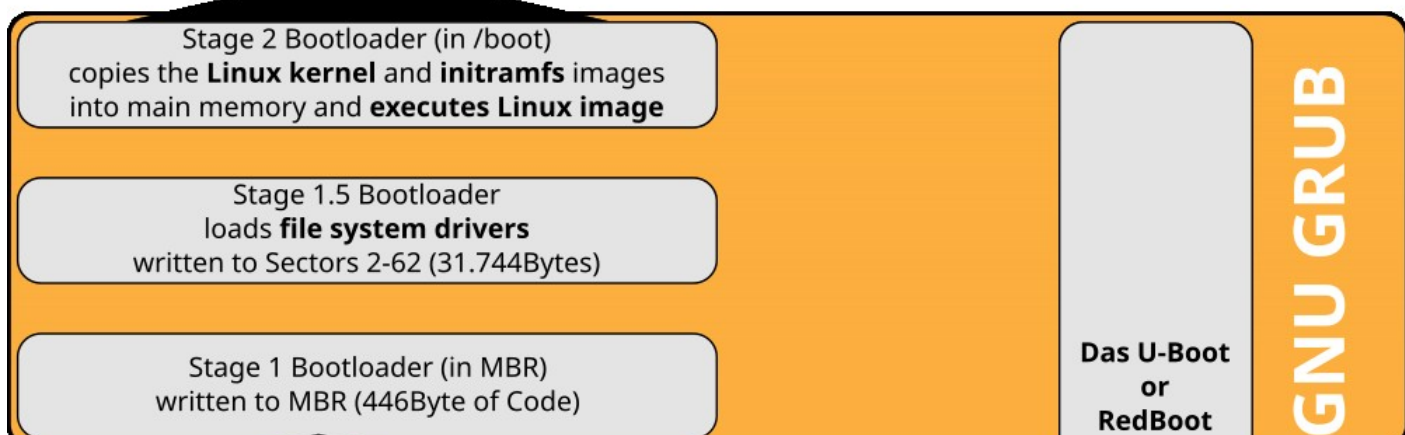 Stage 2 Bootloader (in /boot)
copies the Linux kernel and initramfs images
into main memory and executes Linux image
Stage 1.5 Bootloader
loads file system drivers
written to Sectors 2-62 (31.744Bytes)
Stage 1 Bootloader (in MBR)
written to MBR (446Byte of Code)
Das U-Boot
or
RedBoot
GNU GRUB